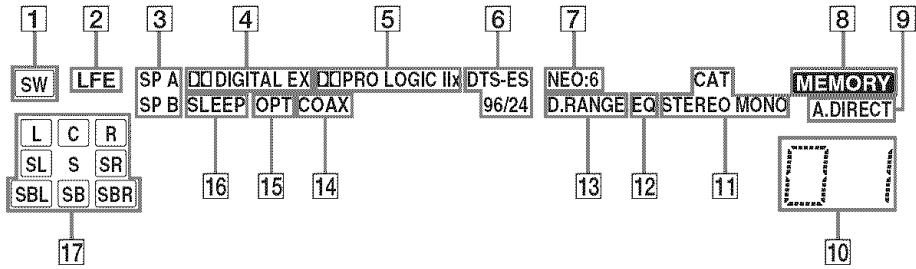 1 2 3 4 5 6 7 8 9
SW LFE SP A DIGITAL EX PRO LOGIC IIx DTS-ES NEO:6 CAT MEMORY
SP B SLEEP OPT COAX 96/24 D.RANGE EQ STEREO MONO A.DIRECT
L C R
SL S SR
SBL SB SBR
16 15 14 13 12 11
17 10